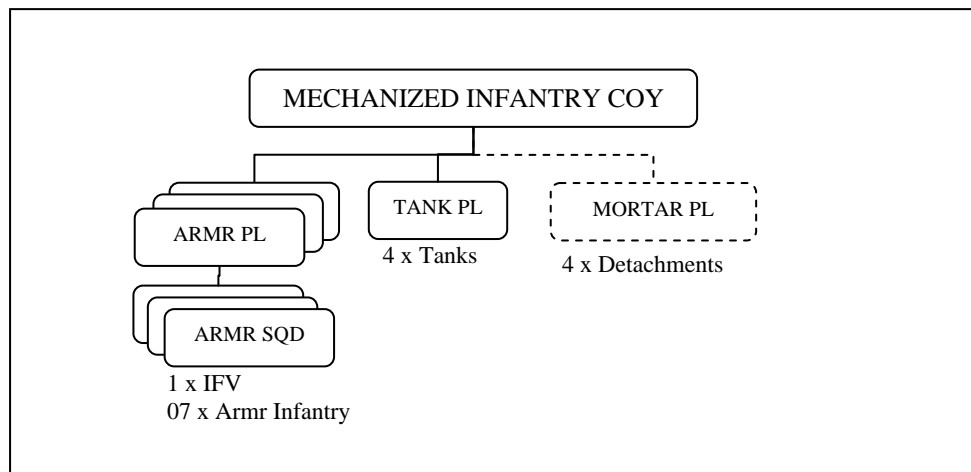 MECHANIZED INFANTRY COY
ARMR PL
TANK PL
MORTAR PL
4 x Tanks
4 x Detachments
ARMR SQD
1 x IFV
07 x Armr Infantry